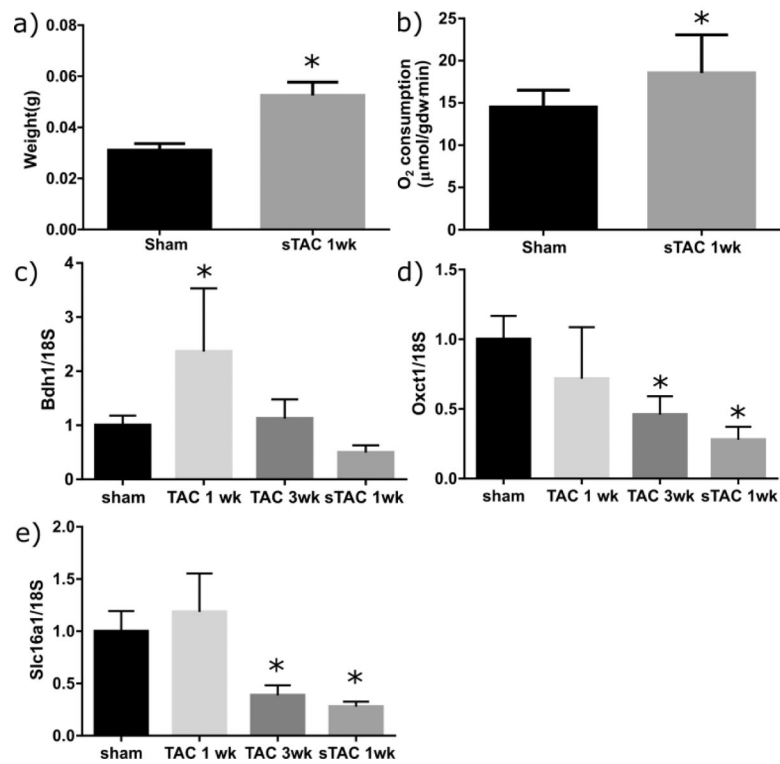 a)
Weight(g)
0.08
0.06
0.04
0.02
0.00
*
Sham
sTAC 1wk
b)
O₂ consumption
(μmol/gdw·min)
25
20
15
10
5
0
*
Sham
sTAC 1wk
c)
Bdh1/18S
4
3
2
1
0
*
sham
TAC 1 wk
TAC 3wk
sTAC 1wk
d)
Oxct1/18S
1.5
1.0
0.5
0.0
*
*
sham
TAC 1 wk
TAC 3wk
sTAC 1wk
e)
Slc16a1/18S
2.0
1.5
1.0
0.5
0.0
*
*
sham
TAC 1 wk
TAC 3wk
sTAC 1wk